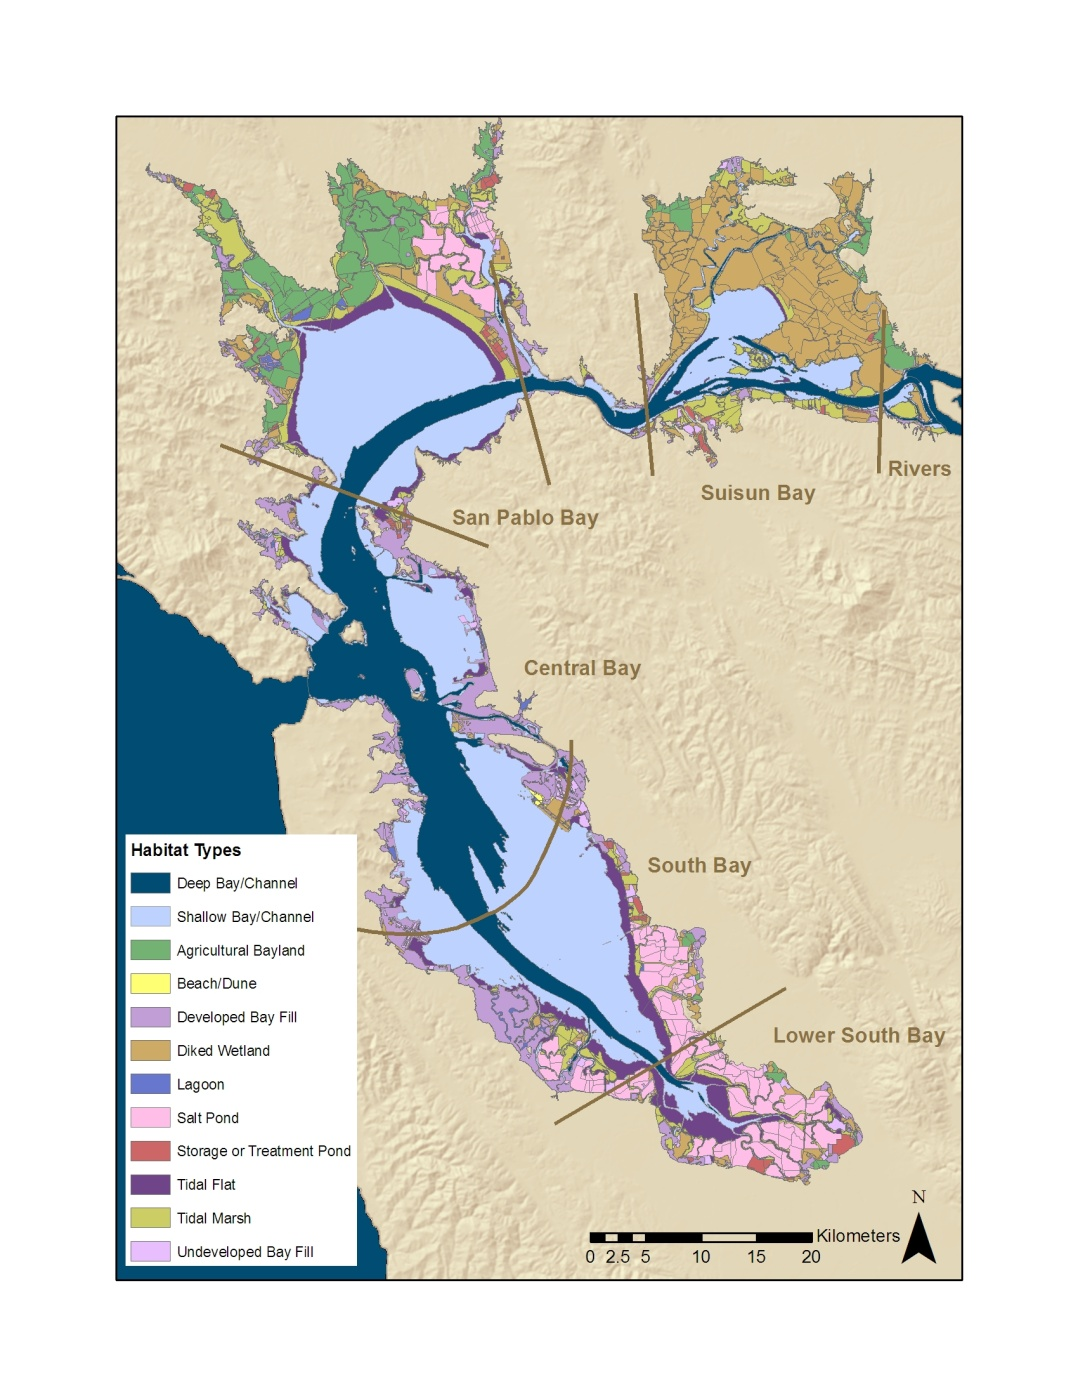 Rivers
Suisun Bay
San Pablo Bay
Central Bay
South Bay
Lower South Bay
Habitat Types
Deep Bay/Channel
Shallow Bay/Channel
Agricultural Bayland
Beach/Dune
Developed Bay Fill
Diked Wetland
Lagoon
Salt Pond
Storage or Treatment Pond
Tidal Flat
Tidal Marsh
Undeveloped Bay Fill
N
Kilometers
0 2.5 5 10 15 20